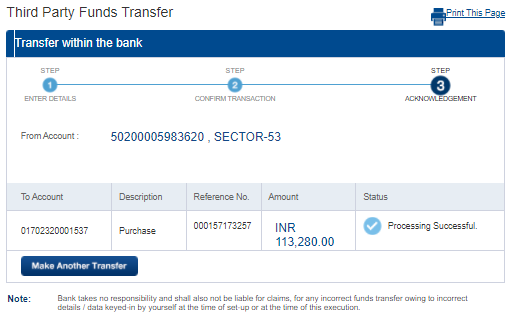 Third Party Funds Transfer
Print This Page
Transfer within the bank
STEP STEP STEP
1 2 3
ENTER DETAILS CONFIRM TRANSACTION ACKNOWLEDGEMENT
From Account : 50200005983620 , SECTOR-53
To Account Description Reference No. Amount Status
01702320001537 Purchase 000157173257 INR 113,280.00 Processing Successful.
Make Another Transfer
Note: Bank takes no responsibility and shall also not be liable for claims, for any incorrect funds transfer owing to incorrect
details / data keyed-in by yourself at the time of set-up or at the time of this execution.